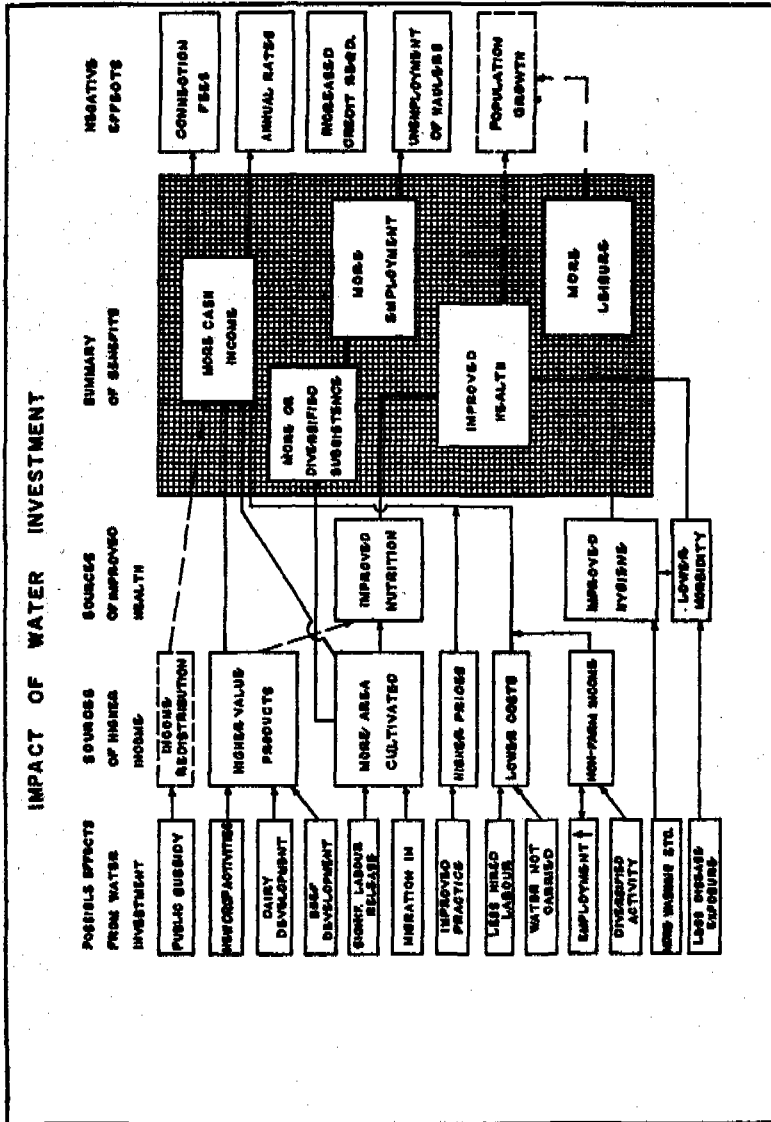 IMPACT OF WATER INVESTMENT
POSSIBLE EFFECTS
FROM WATER
INVESTMENT
SOURCES
OF HIGHER
INCOME
SOURCES
OF IMPROVED
HEALTH
SUMMARY
OF BENEFITS
NEGATIVE
EFFECTS
PUBLIC SUBSIDY
NEW CROP ACTIVITIES
DAIRY
DEVELOPMENT
BEEF
DEVELOPMENT
SIGNIF. LABOUR
RELEASE
MIGRATION IN
IMPROVED
PRACTICE
LESS HIRED
LABOUR
WATER NOT
CARRIED
EMPLOYMENT ↑
DIVERSIFIED
ACTIVITY
MORE WASHING ETC.
LESS DISEASE
EXPOSURE
INCOME
REDISTRIBUTION
HIGHER VALUE
PRODUCTS
MORE AREA
CULTIVATED
HIGHER PRICES
LOWER COSTS
NON-FARM INCOME
IMPROVED
NUTRITION
IMPROVED
HYGIENE
LOWER
MORBIDITY
MORE CASH
INCOME
MORE OR
DIVERSIFIED
SUBSISTENCE
MORE
EMPLOYMENT
IMPROVED
HEALTH
MORE
LEISURE
CONNECTION
FEES
ANNUAL RATES
INCREASED
CREDIT REQD.
UNEMPLOYMENT
OF HAULERS
POPULATION
GROWTH